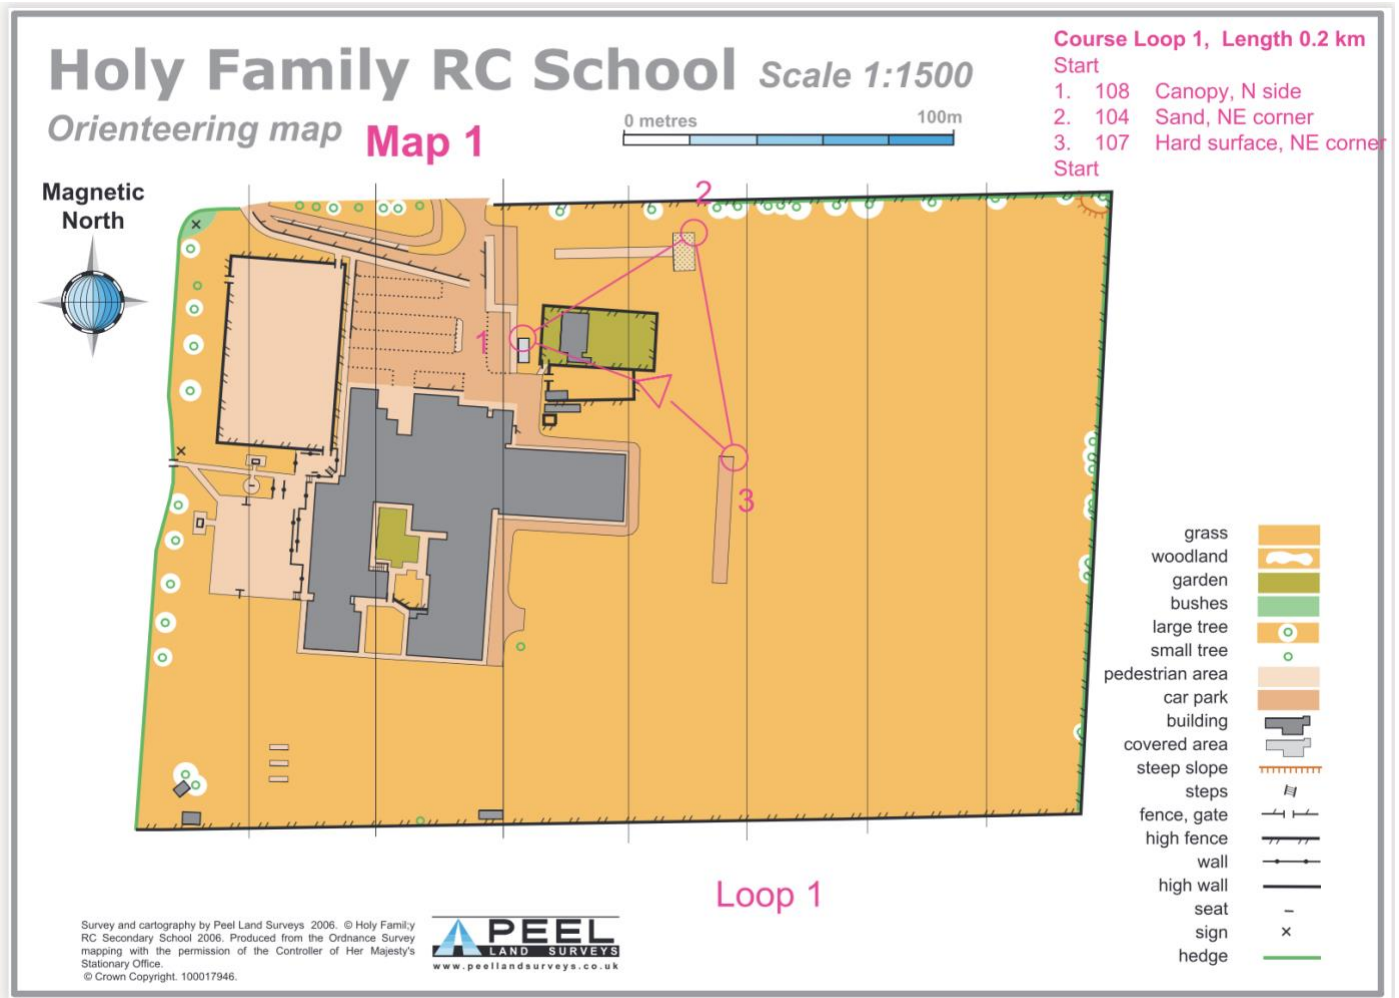 Holy Family RC School Scale 1:1500
Orienteering map Map 1
0 metres 100m
Course Loop 1, Length 0.2 km
Start
1. 108 Canopy, N side
2. 104 Sand, NE corner
3. 107 Hard surface, NE corner
Start
Magnetic
North
2
1
3
grass
woodland
garden
bushes
large tree
small tree
pedestrian area
car park
building
covered area
steep slope
steps
fence, gate
high fence
wall
high wall
seat
sign
hedge
Loop 1
Survey and cartography by Peel Land Surveys 2006. © Holy Famil;y
RC Secondary School 2006. Produced from the Ordnance Survey
mapping with the permission of the Controller of Her Majesty's
Stationary Office.
© Crown Copyright. 100017946.
PEEL
LAND SURVEYS
www.peellandsurveys.co.uk